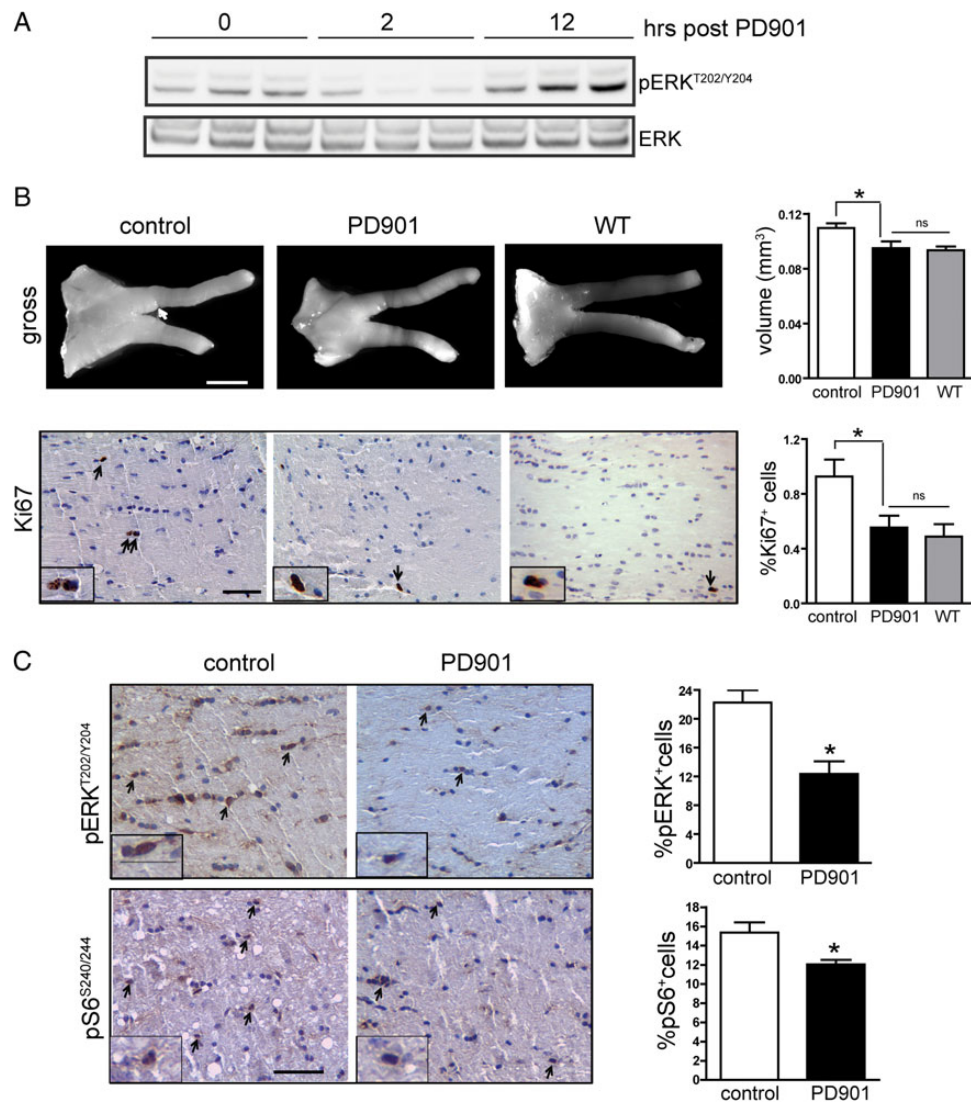 A
0 2 12 hrs post PD901
pERK^T202/Y204
ERK
B
control PD901 WT
gross
volume (mm³)
0.12
0.08
0.04
0.00
*
ns
control PD901 WT
Ki67
%Ki67⁺ cells
1.2
0.8
0.4
0.0
*
ns
control PD901 WT
C
control PD901
pERK^T202/Y204
%pERK⁺cells
24
22
20
16
12
8
4
0
*
control PD901
pS6^S240/244
%pS6⁺cells
18
16
14
12
10
8
6
4
2
0
*
control PD901